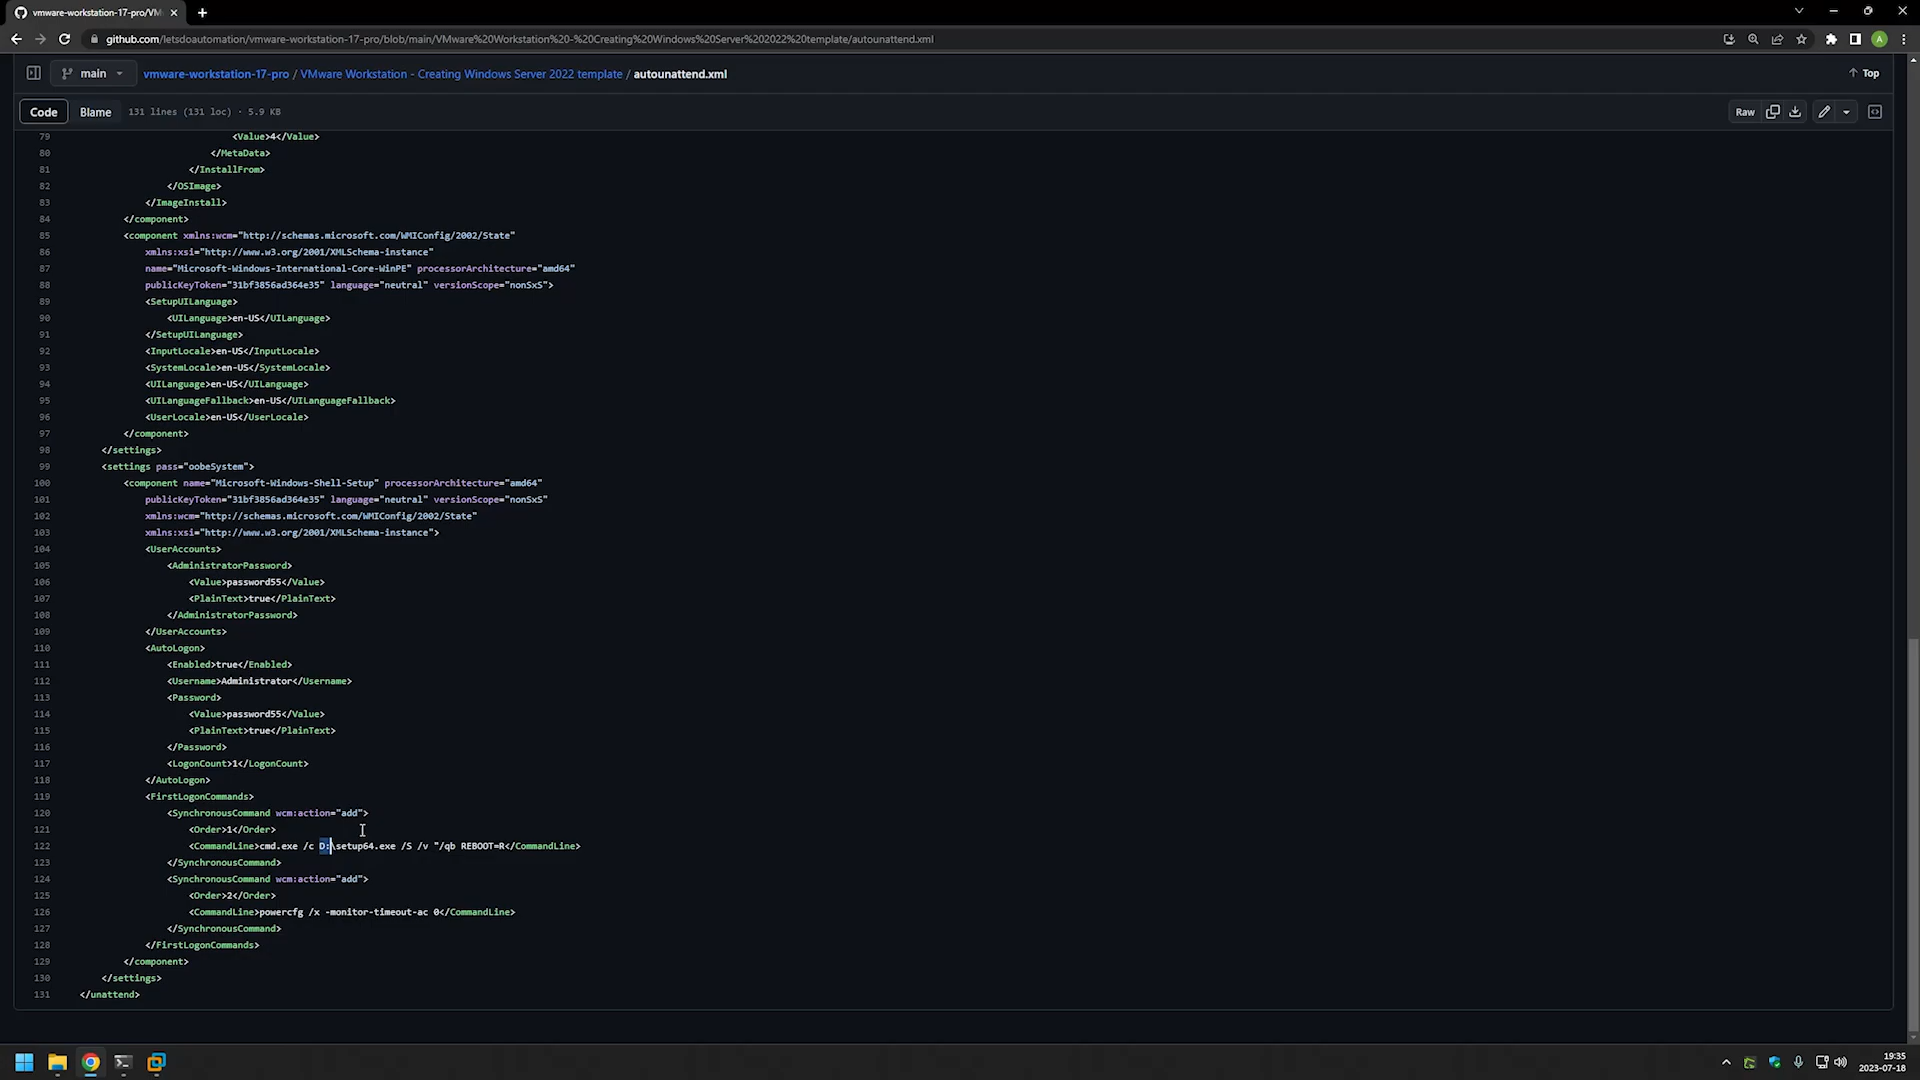 vmware-workstation-17-pro/VM
github.com/letsdoautomation/vmware-workstation-17-pro/blob/main/VMware%20Workstation%20-%20Creating%20Windows%20Server%202022%20template/autounattend.xml
A
main
vmware-workstation-17-pro / VMware Workstation - Creating Windows Server 2022 template / autounattend.xml
Top
Code
Blame
131 lines (131 loc) · 5.9 KB
Raw
79 <Value>4</Value>
80 </MetaData>
81 </InstallFrom>
82 </OSImage>
83 </ImageInstall>
84 </component>
85 <component xmlns:wcm="http://schemas.microsoft.com/WMIConfig/2002/State"
86 xmlns:xsi="http://www.w3.org/2001/XMLSchema-instance"
87 name="Microsoft-Windows-International-Core-WinPE" processorArchitecture="amd64"
88 publicKeyToken="31bf3856ad364e35" language="neutral" versionScope="nonSxS">
89 <SetupUILanguage>
90 <UILanguage>en-US</UILanguage>
91 </SetupUILanguage>
92 <InputLocale>en-US</InputLocale>
93 <SystemLocale>en-US</SystemLocale>
94 <UILanguage>en-US</UILanguage>
95 <UILanguageFallback>en-US</UILanguageFallback>
96 <UserLocale>en-US</UserLocale>
97 </component>
98 </settings>
99 <settings pass="oobeSystem">
100 <component name="Microsoft-Windows-Shell-Setup" processorArchitecture="amd64"
101 publicKeyToken="31bf3856ad364e35" language="neutral" versionScope="nonSxS"
102 xmlns:wcm="http://schemas.microsoft.com/WMIConfig/2002/State"
103 xmlns:xsi="http://www.w3.org/2001/XMLSchema-instance">
104 <UserAccounts>
105 <AdministratorPassword>
106 <Value>password55</Value>
107 <PlainText>true</PlainText>
108 </AdministratorPassword>
109 </UserAccounts>
110 <AutoLogon>
111 <Enabled>true</Enabled>
112 <Username>Administrator</Username>
113 <Password>
114 <Value>password55</Value>
115 <PlainText>true</PlainText>
116 </Password>
117 <LogonCount>1</LogonCount>
118 </AutoLogon>
119 <FirstLogonCommands>
120 <SynchronousCommand wcm:action="add">
121 <Order>1</Order>
122 <CommandLine>cmd.exe /c D:\setup64.exe /S /v "/qb REBOOT=R</CommandLine>
123 </SynchronousCommand>
124 <SynchronousCommand wcm:action="add">
125 <Order>2</Order>
126 <CommandLine>powercfg /x -monitor-timeout-ac 0</CommandLine>
127 </SynchronousCommand>
128 </FirstLogonCommands>
129 </component>
130 </settings>
131 </unattend>
19:35
2023-07-18